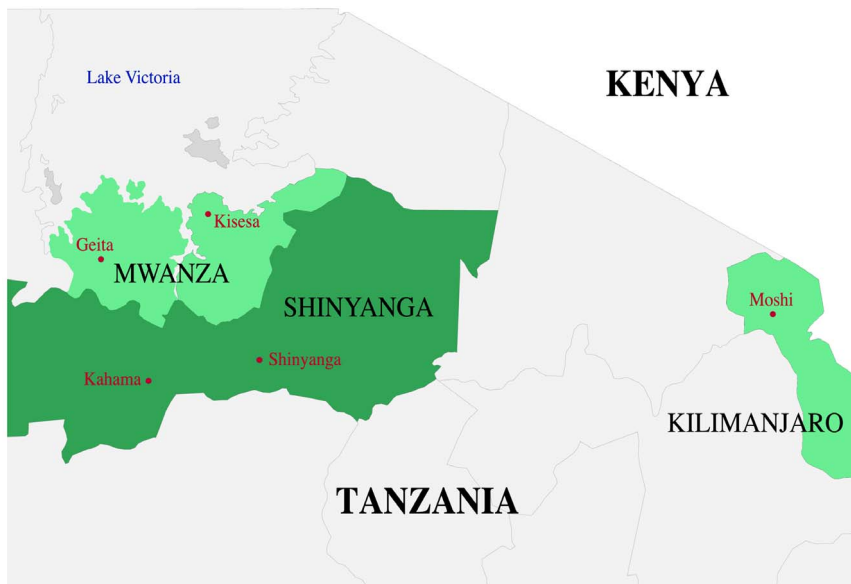 Lake Victoria
KENYA
Kisesa
Geita
MWANZA
SHINYANGA
Moshi
Shinyanga
Kahama
KILIMANJARO
TANZANIA